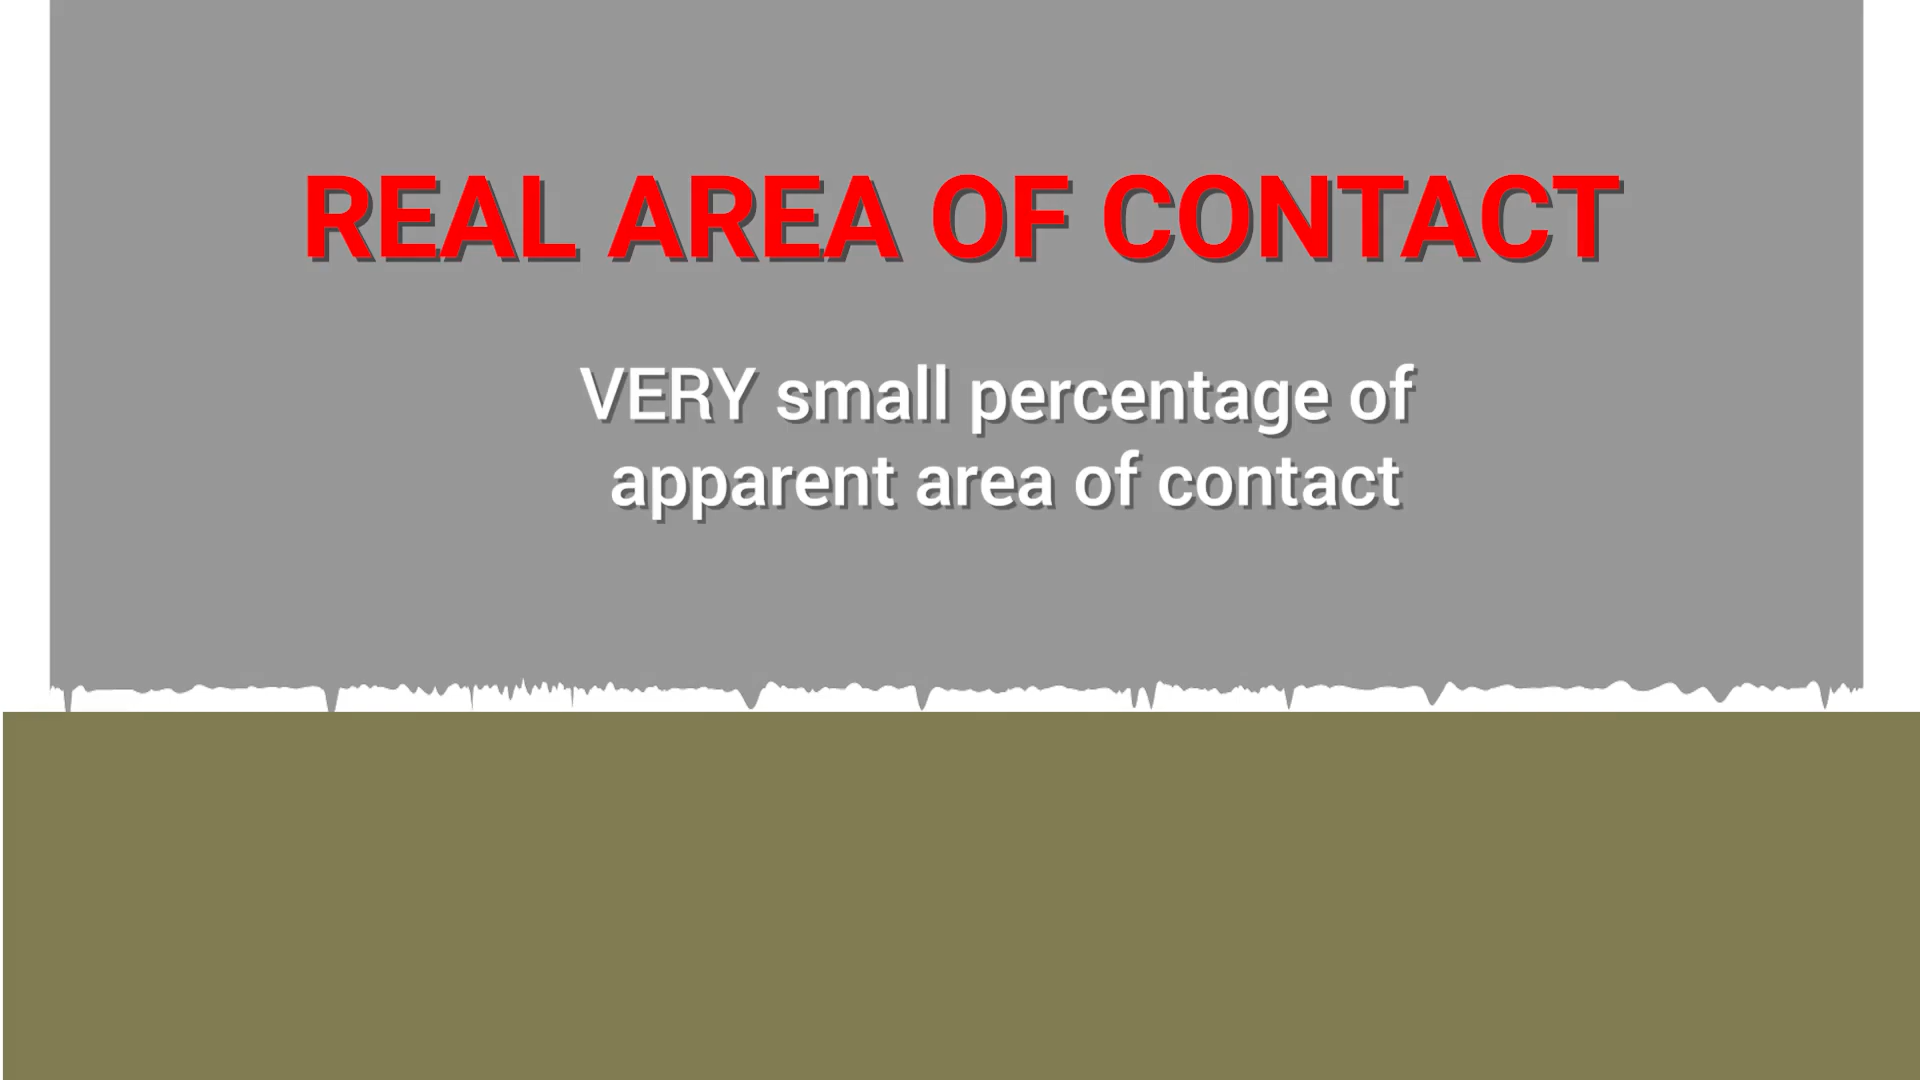 REAL AREA OF CONTACT
VERY small percentage of
apparent area of contact